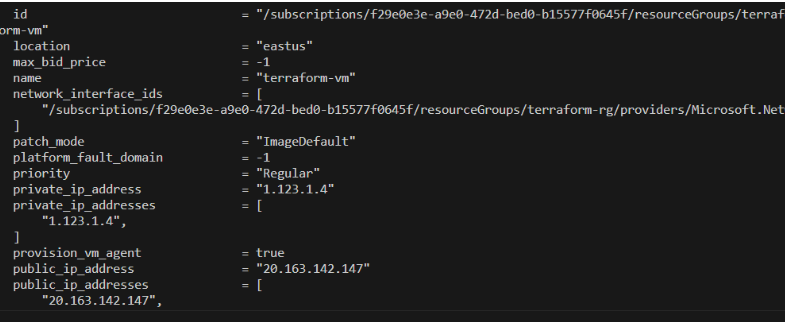 id = "/subscriptions/f29e0e3e-a9e0-472d-bed0-b15577f0645f/resourceGroups/terraf
orm-vm"
location = "eastus"
max_bid_price = -1
name = "terraform-vm"
network_interface_ids = [
"/subscriptions/f29e0e3e-a9e0-472d-bed0-b15577f0645f/resourceGroups/terraform-rg/providers/Microsoft.Net
]
patch_mode = "ImageDefault"
platform_fault_domain = -1
priority = "Regular"
private_ip_address = "1.123.1.4"
private_ip_addresses = [
"1.123.1.4",
]
provision_vm_agent = true
public_ip_address = "20.163.142.147"
public_ip_addresses = [
"20.163.142.147",